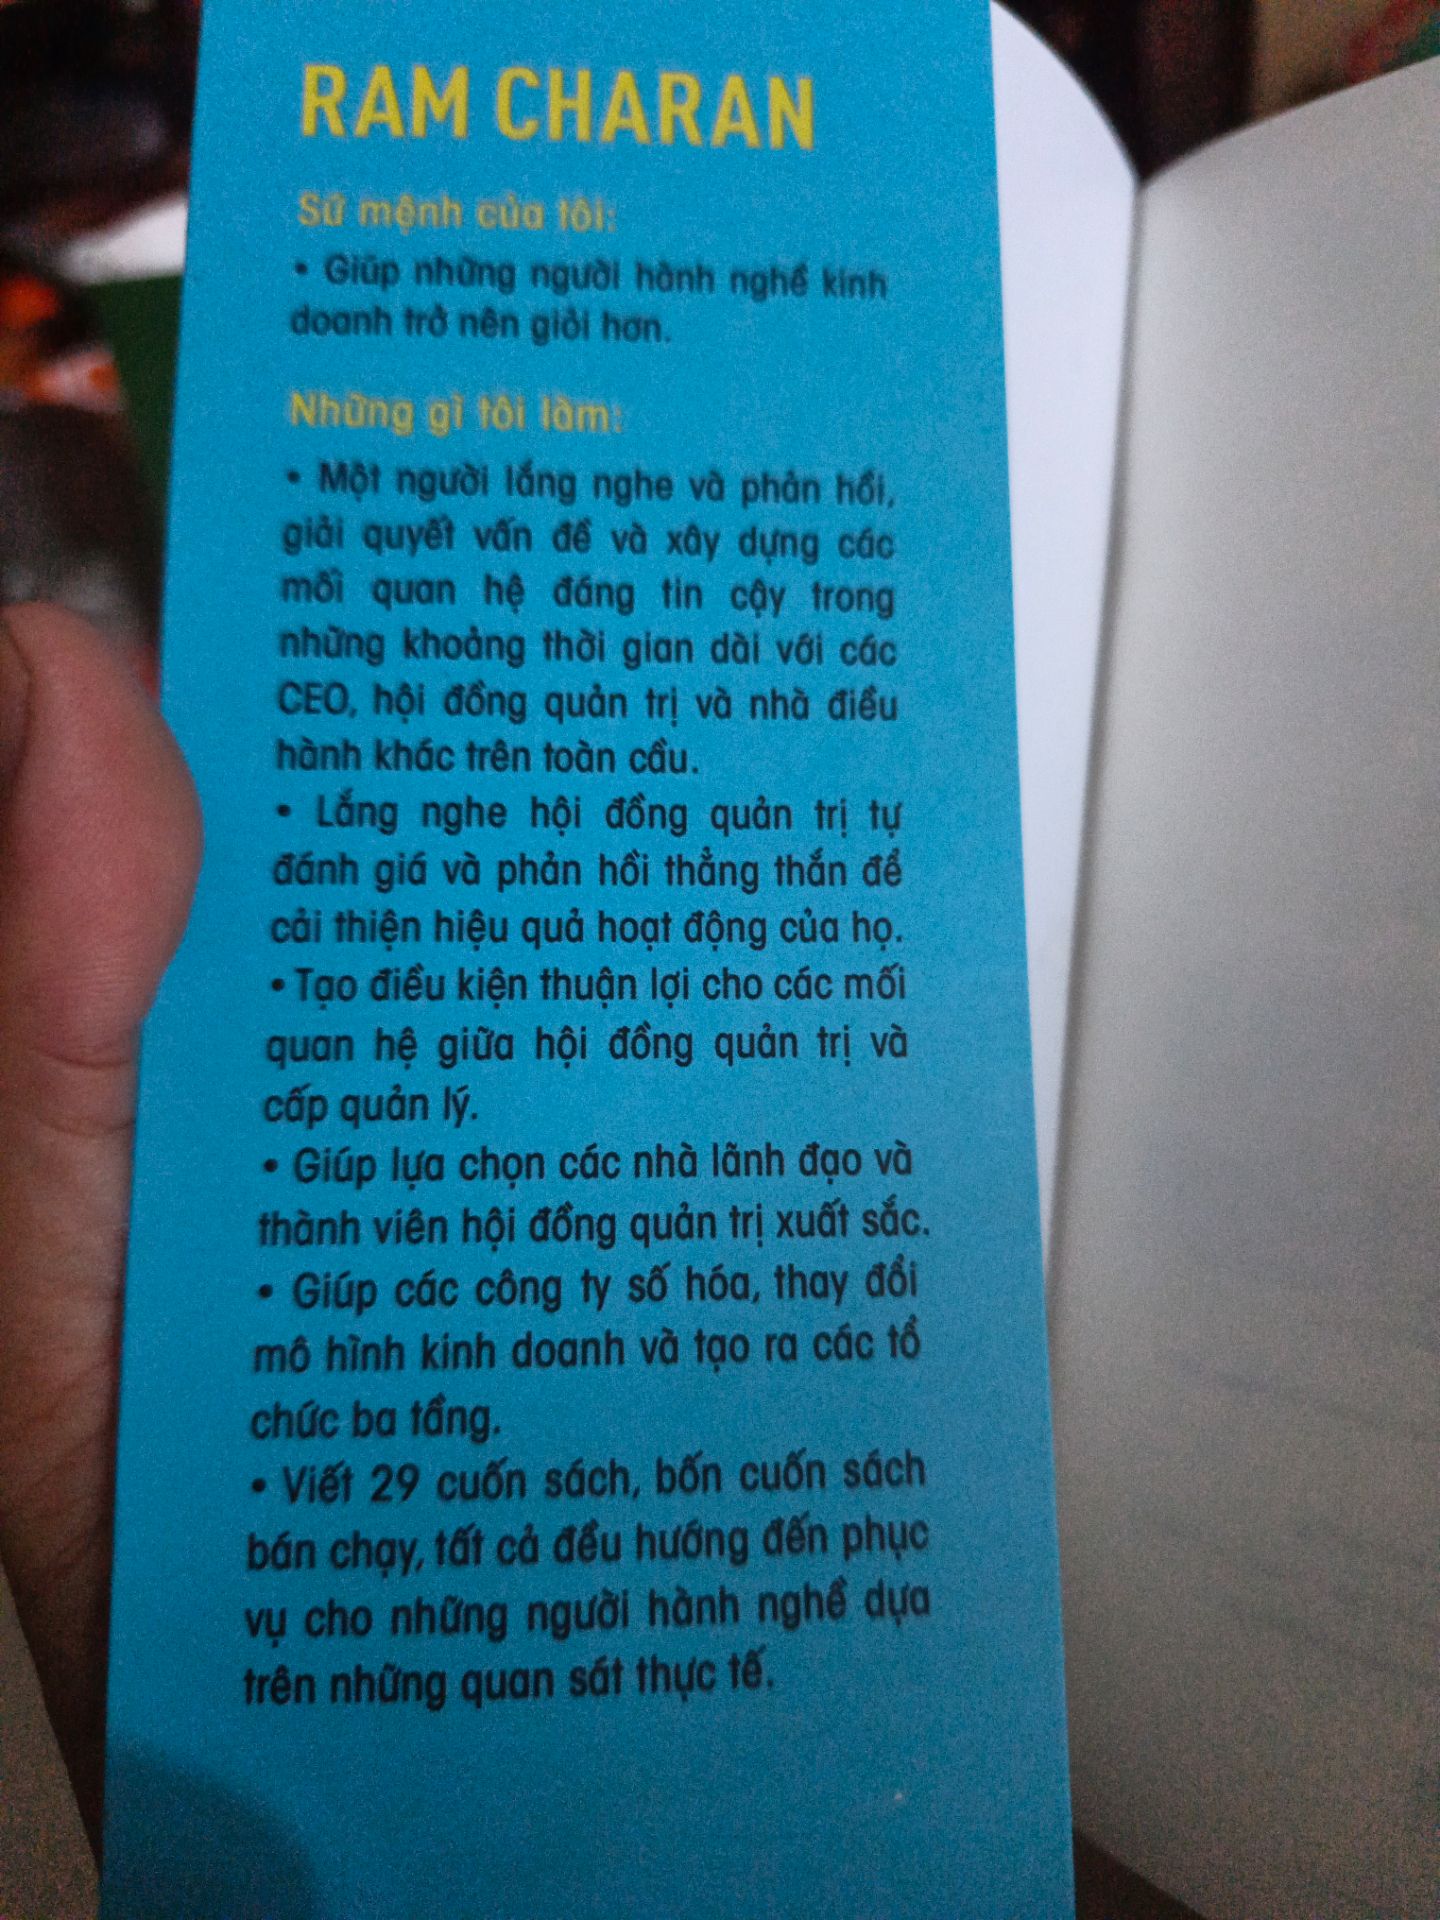 RAM CHARAN
Sứ mệnh của tôi:
• Giúp những người hành nghề kinh
doanh trở nên giỏi hơn.
Những gì tôi làm:
• Một người lắng nghe và phản hồi,
giải quyết vấn đề và xây dựng các
mối quan hệ đáng tin cậy trong
những khoảng thời gian dài với các
CEO, hội đồng quản trị và nhà điều
hành khác trên toàn cầu.
• Lắng nghe hội đồng quản trị tự
đánh giá và phản hồi thẳng thắn để
cải thiện hiệu quả hoạt động của họ.
• Tạo điều kiện thuận lợi cho các mối
quan hệ giữa hội đồng quản trị và
cấp quản lý.
• Giúp lựa chọn các nhà lãnh đạo và
thành viên hội đồng quản trị xuất sắc.
• Giúp các công ty số hóa, thay đổi
mô hình kinh doanh và tạo ra các tổ
chức ba tầng.
• Viết 29 cuốn sách, bốn cuốn sách
bán chạy, tất cả đều hướng đến phục
vụ cho những người hành nghề dựa
trên những quan sát thực tế.